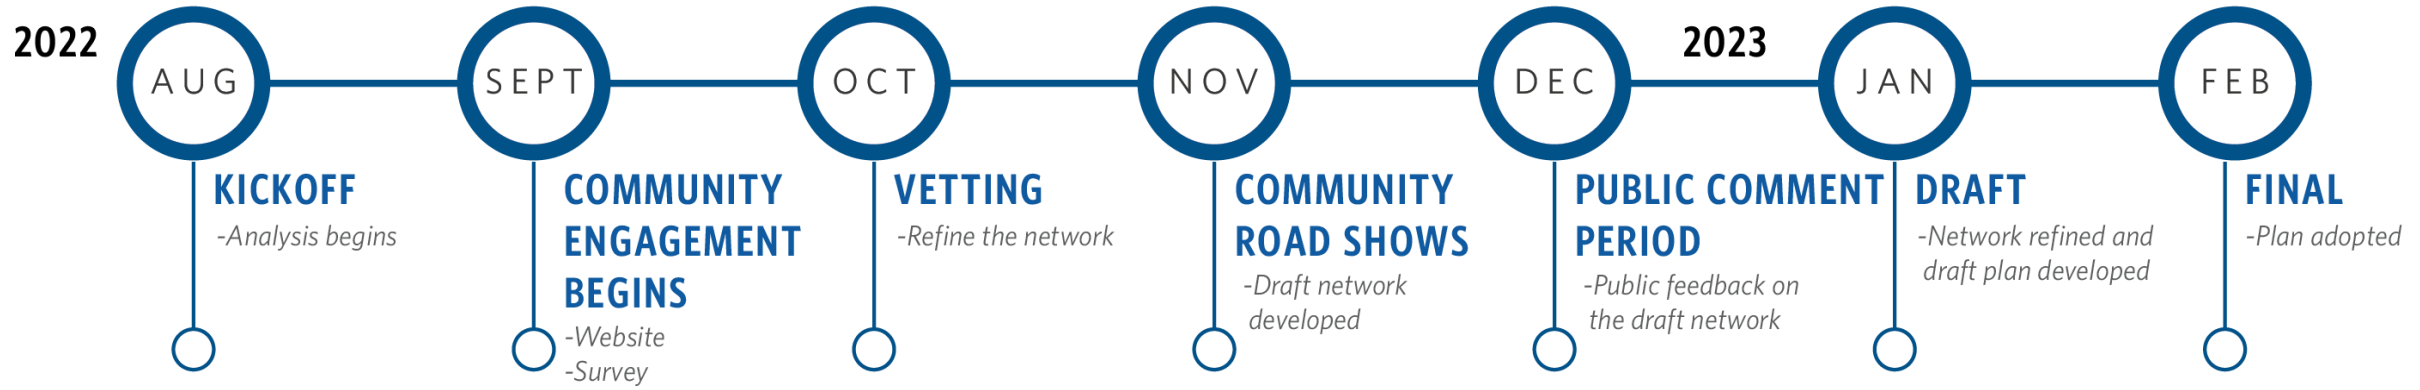 2022
AUG
SEPT
OCT
NOV
DEC
2023
JAN
FEB
KICKOFF
-Analysis begins
COMMUNITY
ENGAGEMENT
BEGINS
-Website
-Survey
VETTING
-Refine the network
COMMUNITY
ROAD SHOWS
-Draft network
developed
PUBLIC COMMENT
PERIOD
-Public feedback on
the draft network
DRAFT
-Network refined and
draft plan developed
FINAL
-Plan adopted